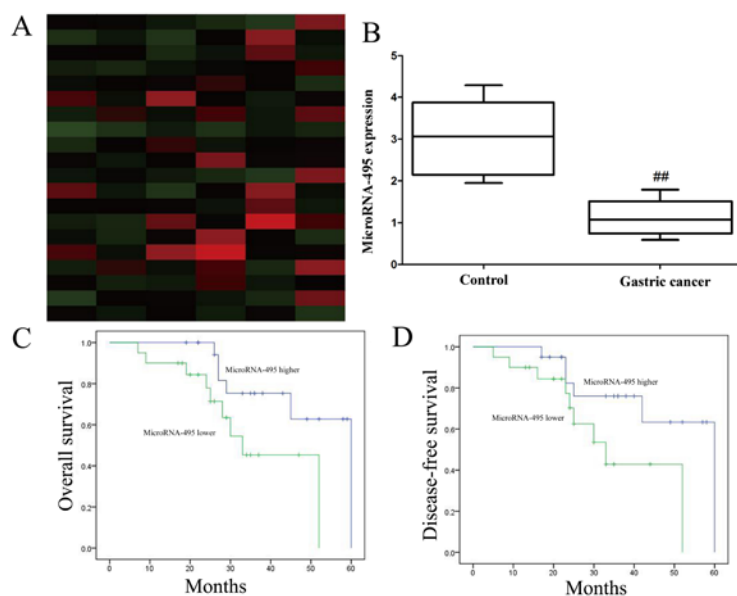 A
B
MicroRNA-495 expression
5
4
3
2
1
0
##
Control
Gastric cancer
C
Overall survival
1.0
0.8
0.6
0.4
0.2
0.0
MicroRNA-495 higher
MicroRNA-495 lower
0 10 20 30 40 50 60
Months
D
Disease-free survival
1.0
0.8
0.6
0.4
0.2
0.0
MicroRNA-495 higher
MicroRNA-495 lower
0 10 20 30 40 50 60
Months